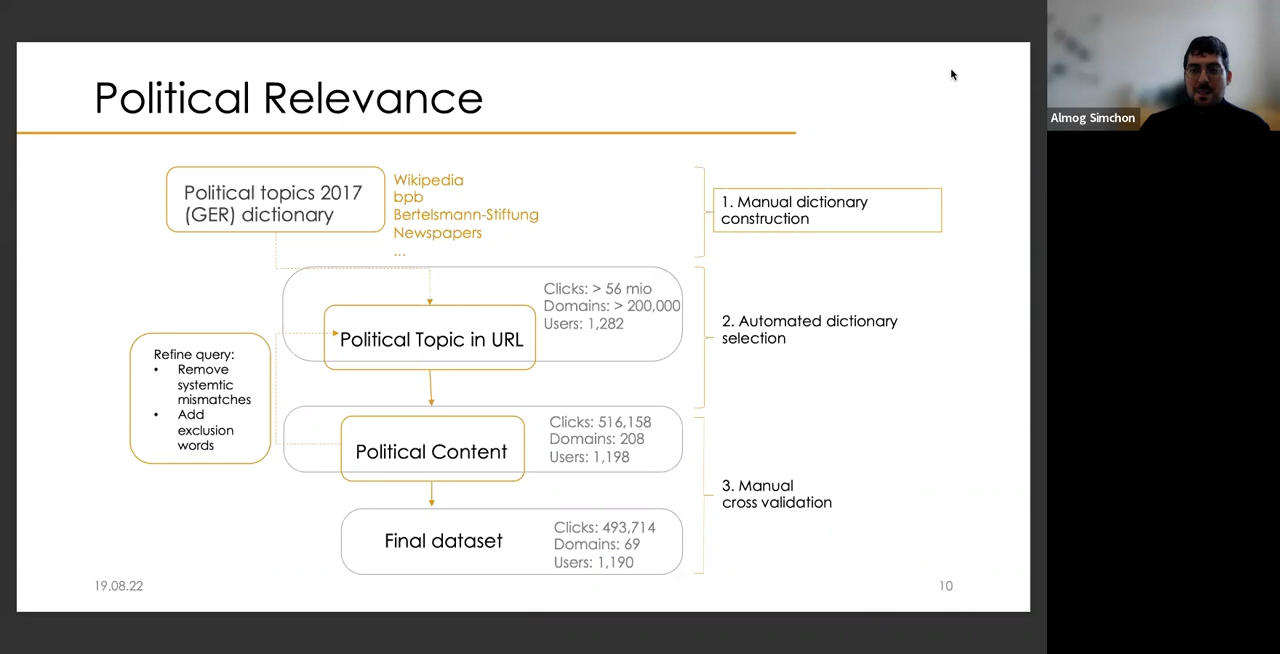 Political Relevance
Political topics 2017
(GER) dictionary
Wikipedia
bpb
Bertelsmann-Stiftung
Newspapers
...
1. Manual dictionary
construction
Clicks: > 56 mio
Domains: > 200,000
Users: 1,282
Political Topic in URL
2. Automated dictionary
selection
Refine query:
• Remove
systemtic
mismatches
• Add
exclusion
words
Political Content
Clicks: 516,158
Domains: 208
Users: 1,198
3. Manual
cross validation
Final dataset
Clicks: 493,714
Domains: 69
Users: 1,190
19.08.22
10
Almog Simchon